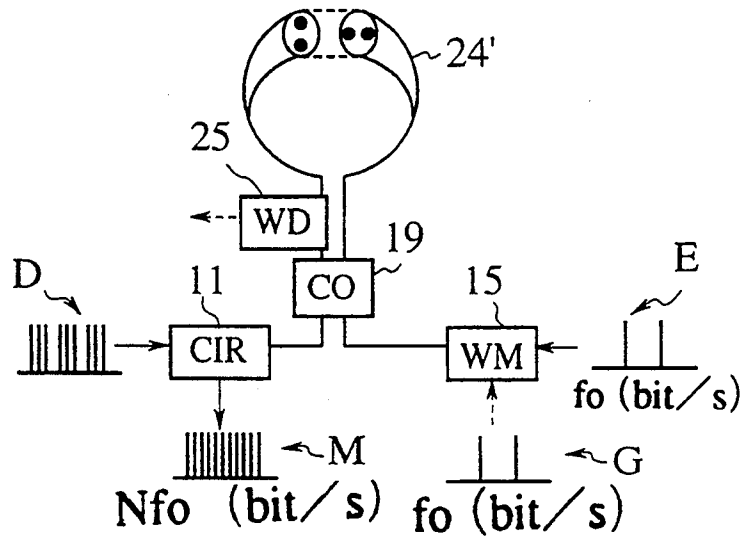 24'
25
WD
19
CO
D
11
CIR
15
WM
E
fo (bit/s)
M
Nfo (bit/s)
G
fo (bit/s)